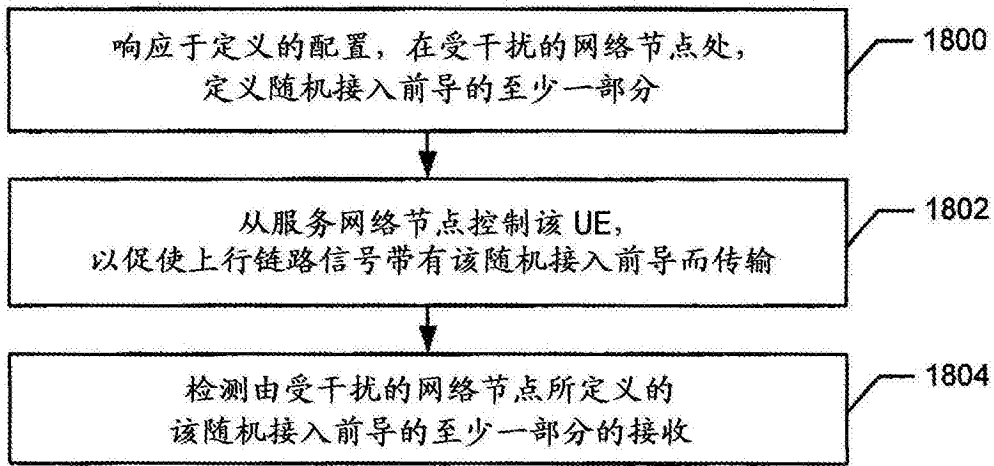 响应于定义的配置，在受干扰的网络节点处，
定义随机接入前导的至少一部分
1800
从服务网络节点控制该 UE，
以促使上行链路信号带有该随机接入前导而传输
1802
检测由受干扰的网络节点所定义的
该随机接入前导的至少一部分的接收
1804